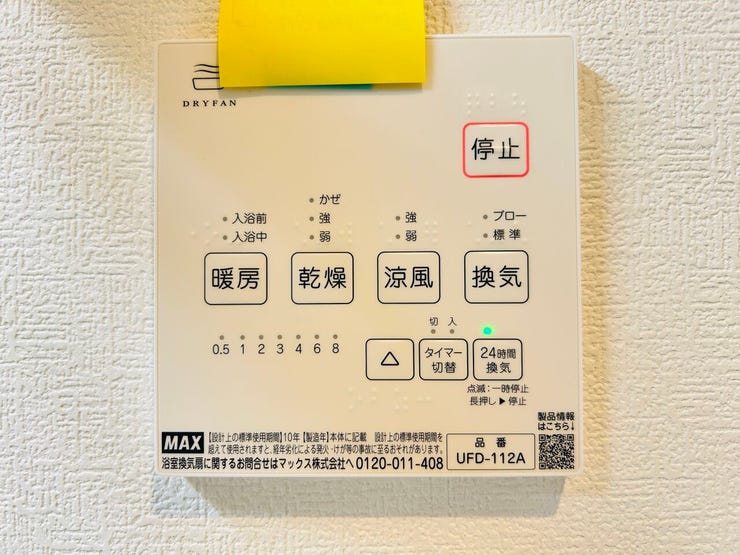 DRYFAN
停止
かぜ
入浴前 強 強 ブロー
入浴中 弱 弱 標準
暖房 乾燥 涼風 換気
切 入
0.5 1 2 3 4 6 8
△ タイマー切替 24時間換気
点滅:一時停止
長押し▶停止
製品情報
はこちら↓
MAX 【設計上の標準使用期間】10年【製造年】本体に記載 設計上の標準使用期間を
超えて使用されますと、経年劣化による発火・けが等の事故に至るおそれがあります。
浴室換気扇に関するお問合せはマックス株式会社へ 0120-011-408
品番
UFD-112A